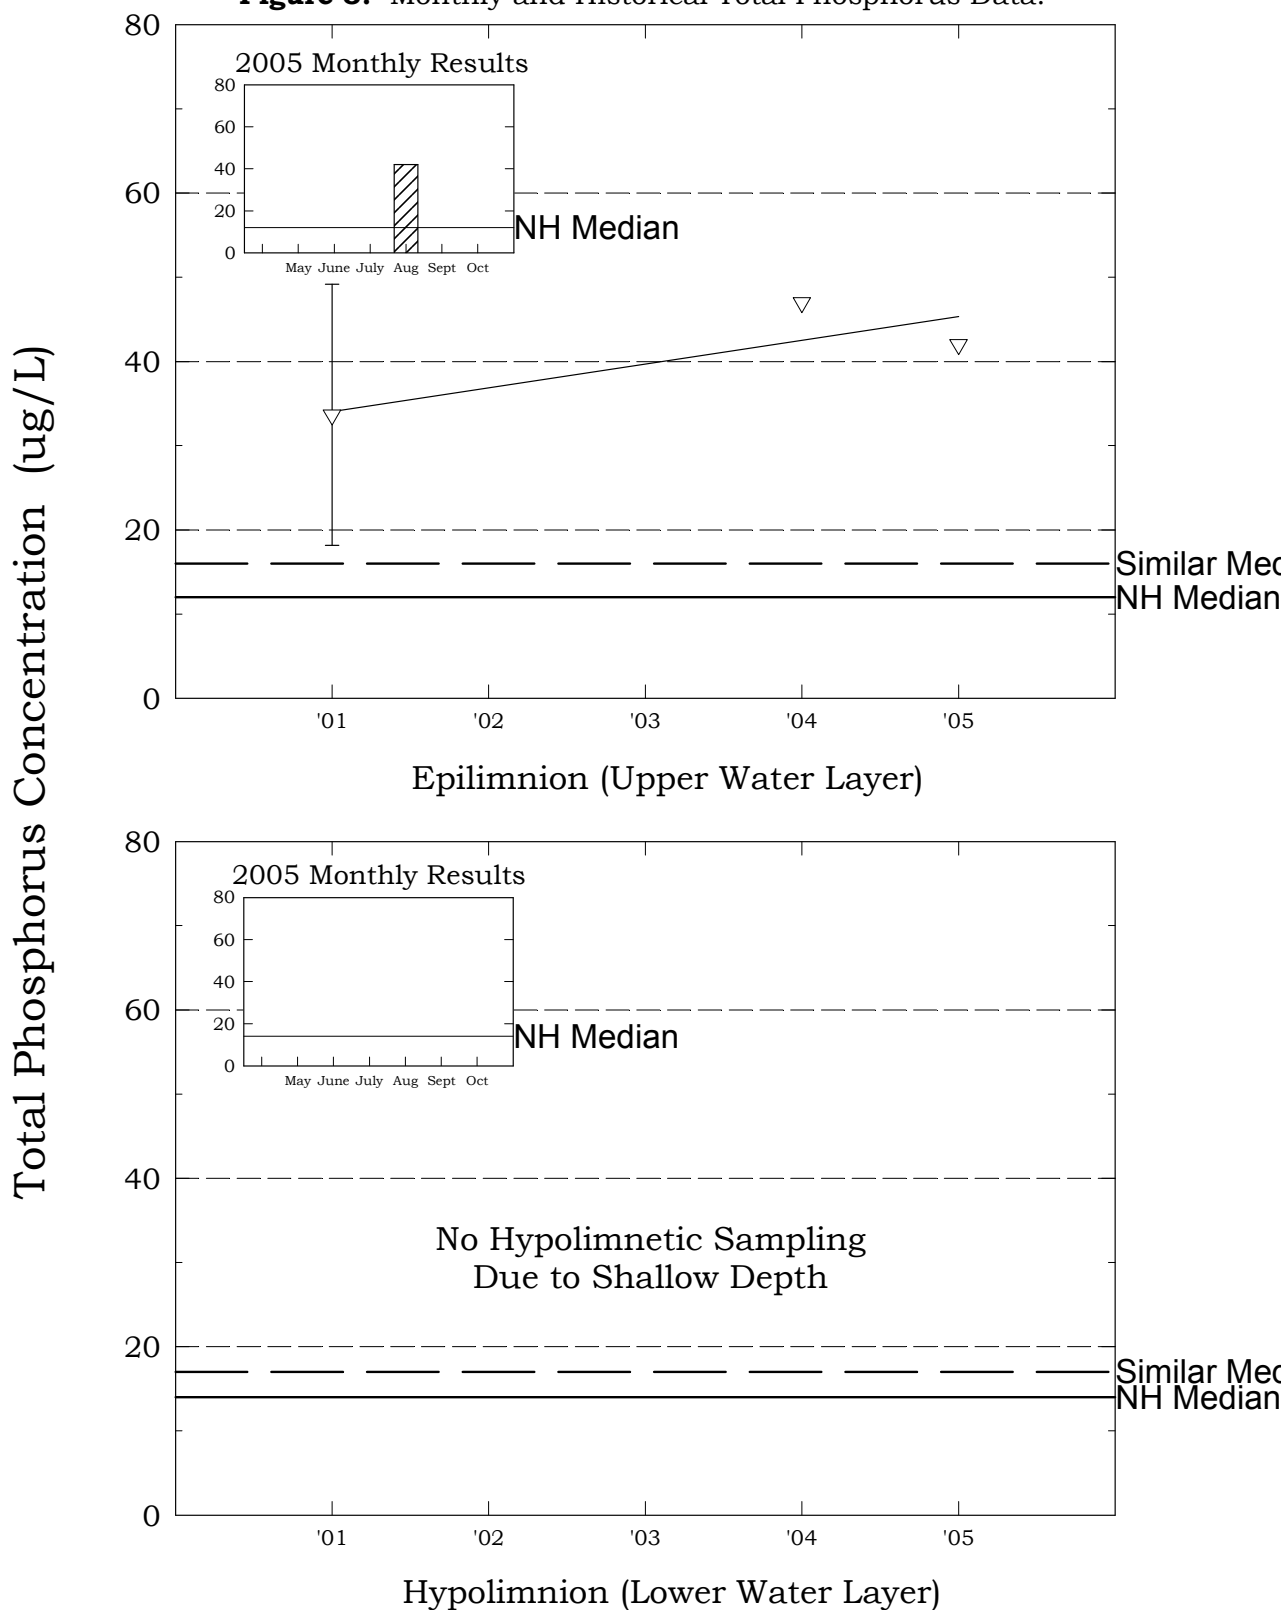 Monthly and Historical Total Phosphorus Data.
Total Phosphorus Concentration (ug/L)
80
60
40
20
0
2005 Monthly Results
80
60
40
20
0
NH Median
May June July Aug Sept Oct
Similar
NH Median
'01 '02 '03 '04 '05
Epilimnion (Upper Water Layer)
80
60
40
20
0
2005 Monthly Results
80
60
40
20
0
NH Median
May June July Aug Sept Oct
No Hypolimnetic Sampling
Due to Shallow Depth
Similar
NH Median
'01 '02 '03 '04 '05
Hypolimnion (Lower Water Layer)